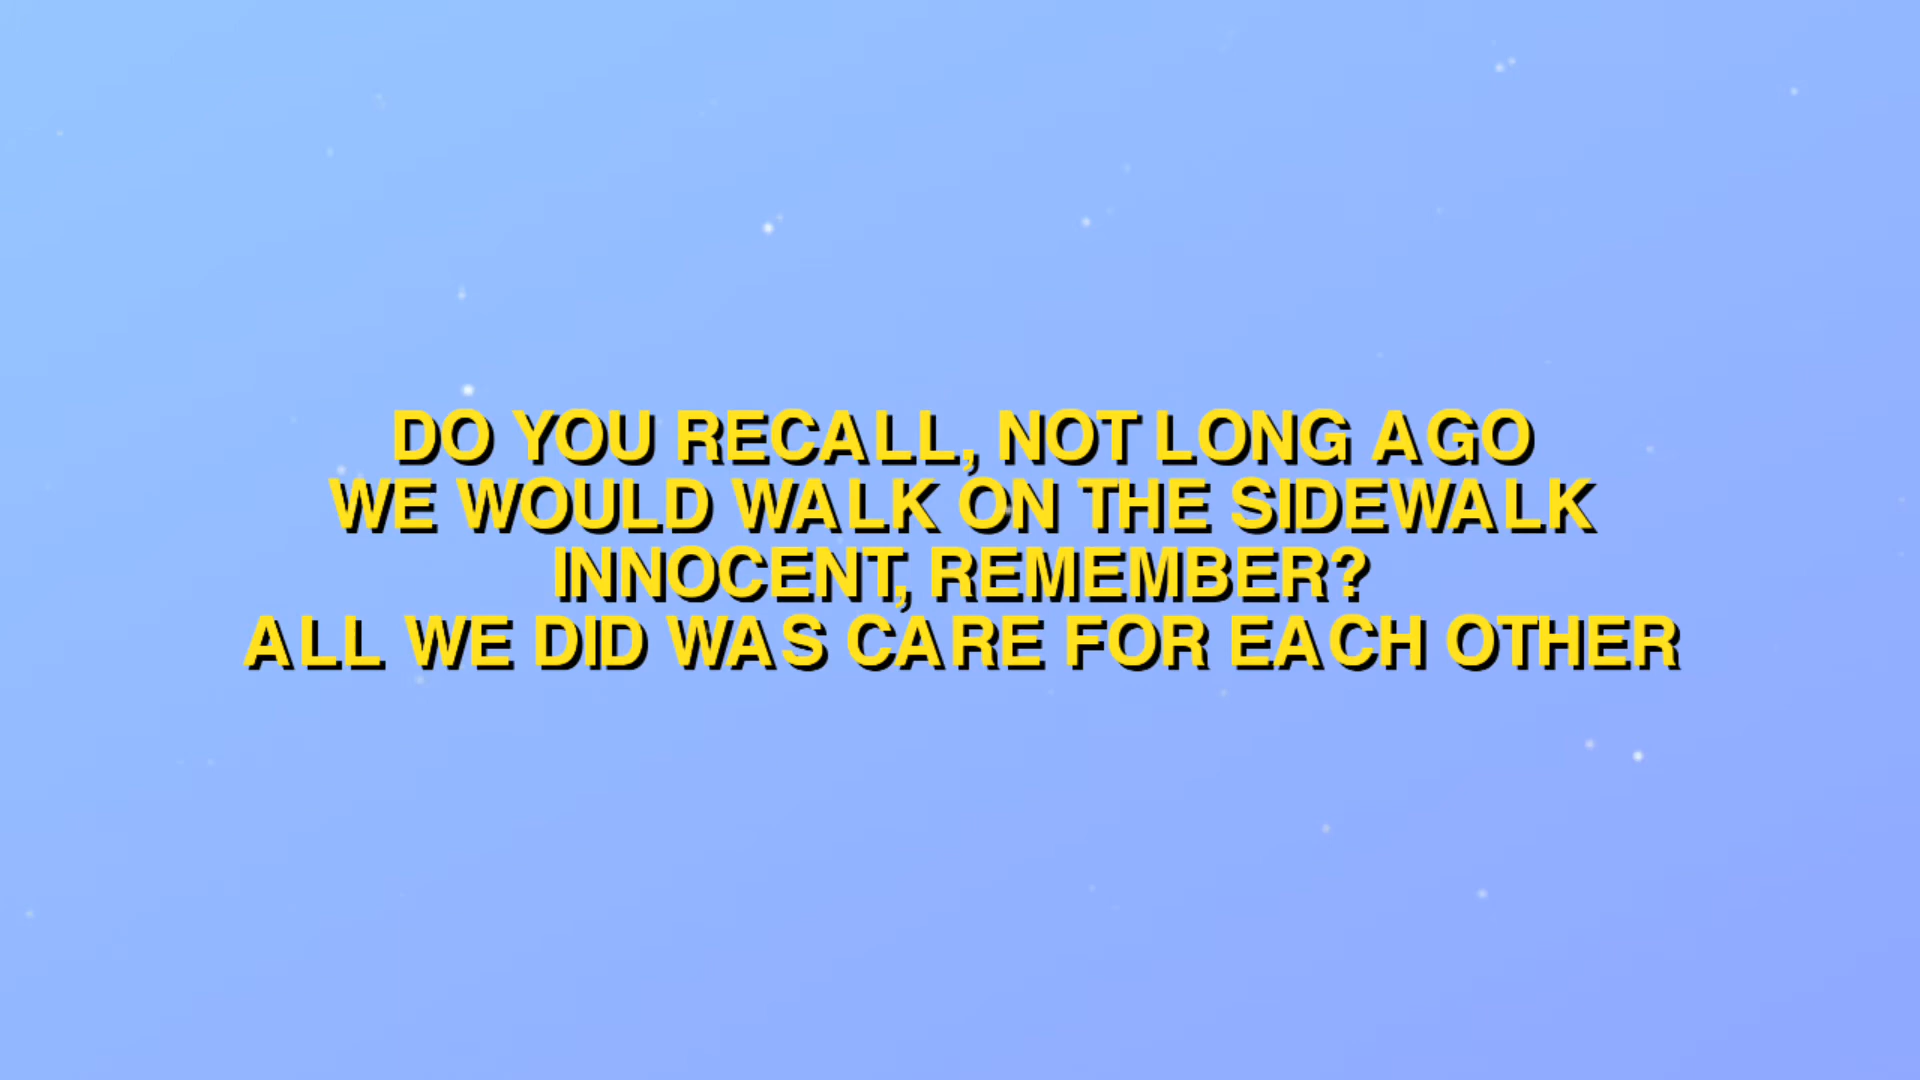 DO YOU RECALL, NOT LONG AGO
WE WOULD WALK ON THE SIDEWALK
INNOCENT, REMEMBER?
ALL WE DID WAS CARE FOR EACH OTHER